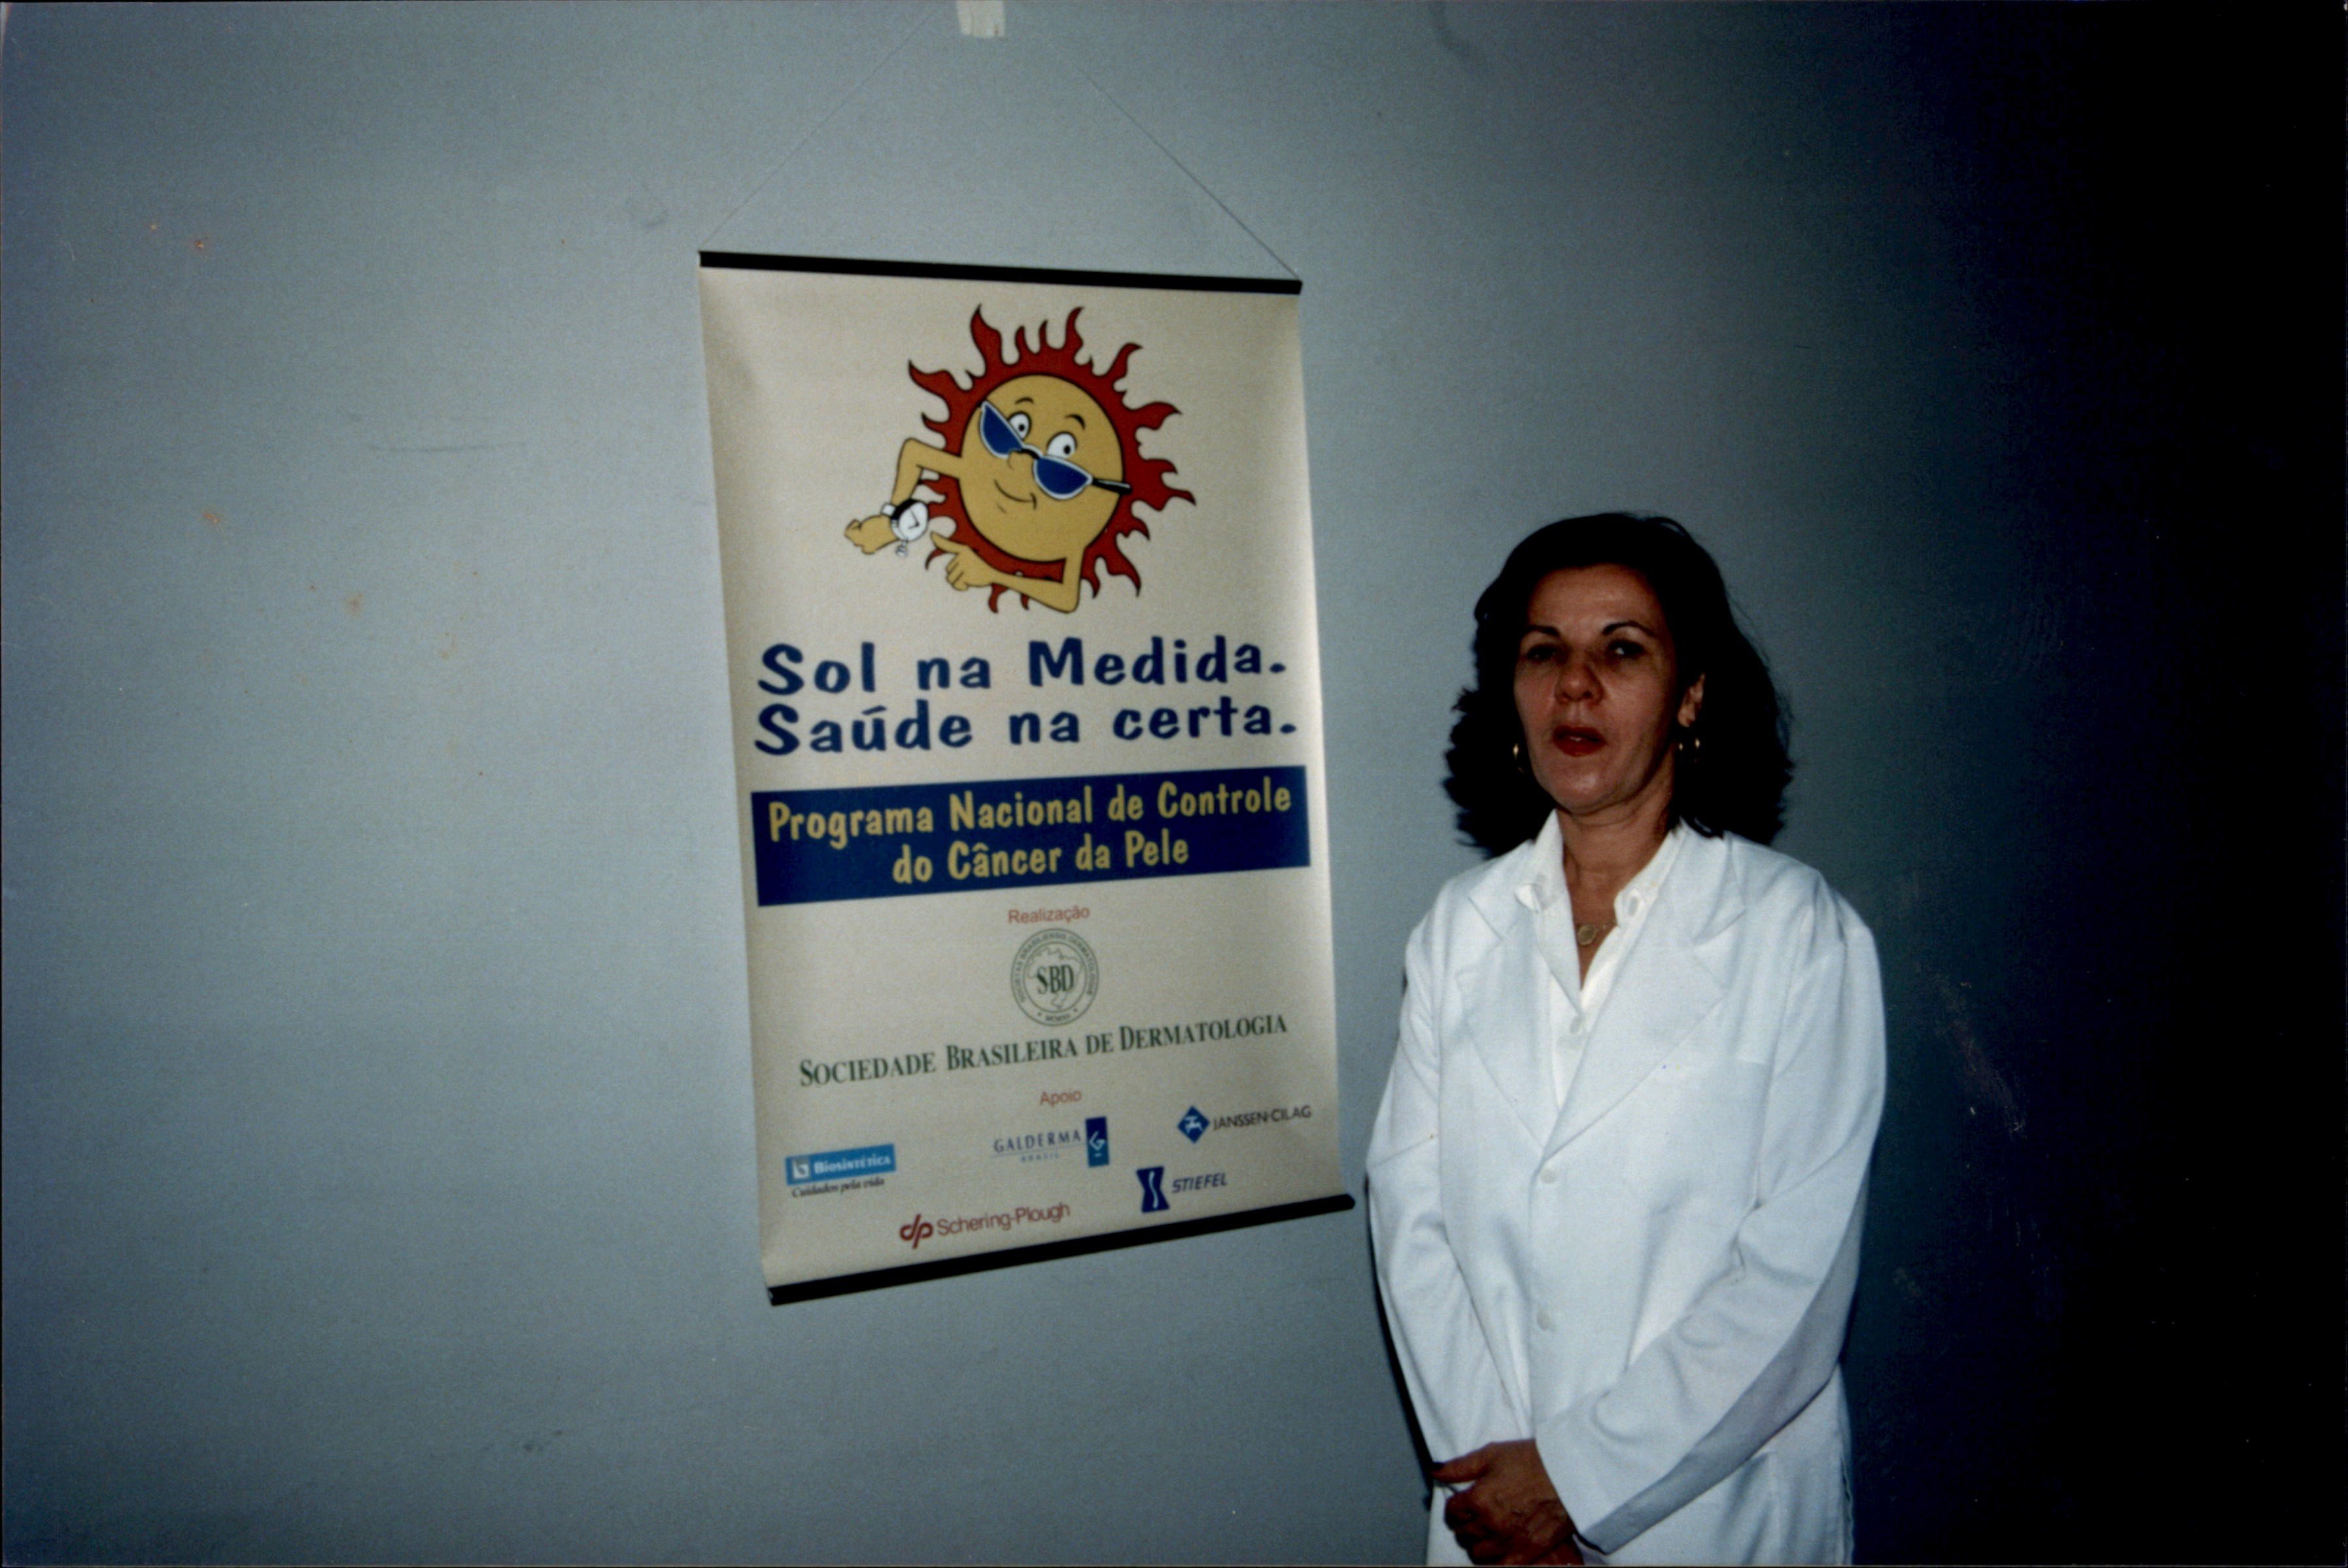 Sol na Medida.
Saúde na certa.
Programa Nacional de Controle
do Câncer da Pele
Realização
SBD
SOCIEDADE BRASILEIRA DE DERMATOLOGIA
Apoio
Biosintética
Cuidados pela vida
GALDERMA
BRASIL
JANSSEN-CILAG
Schering-Plough
STIEFEL